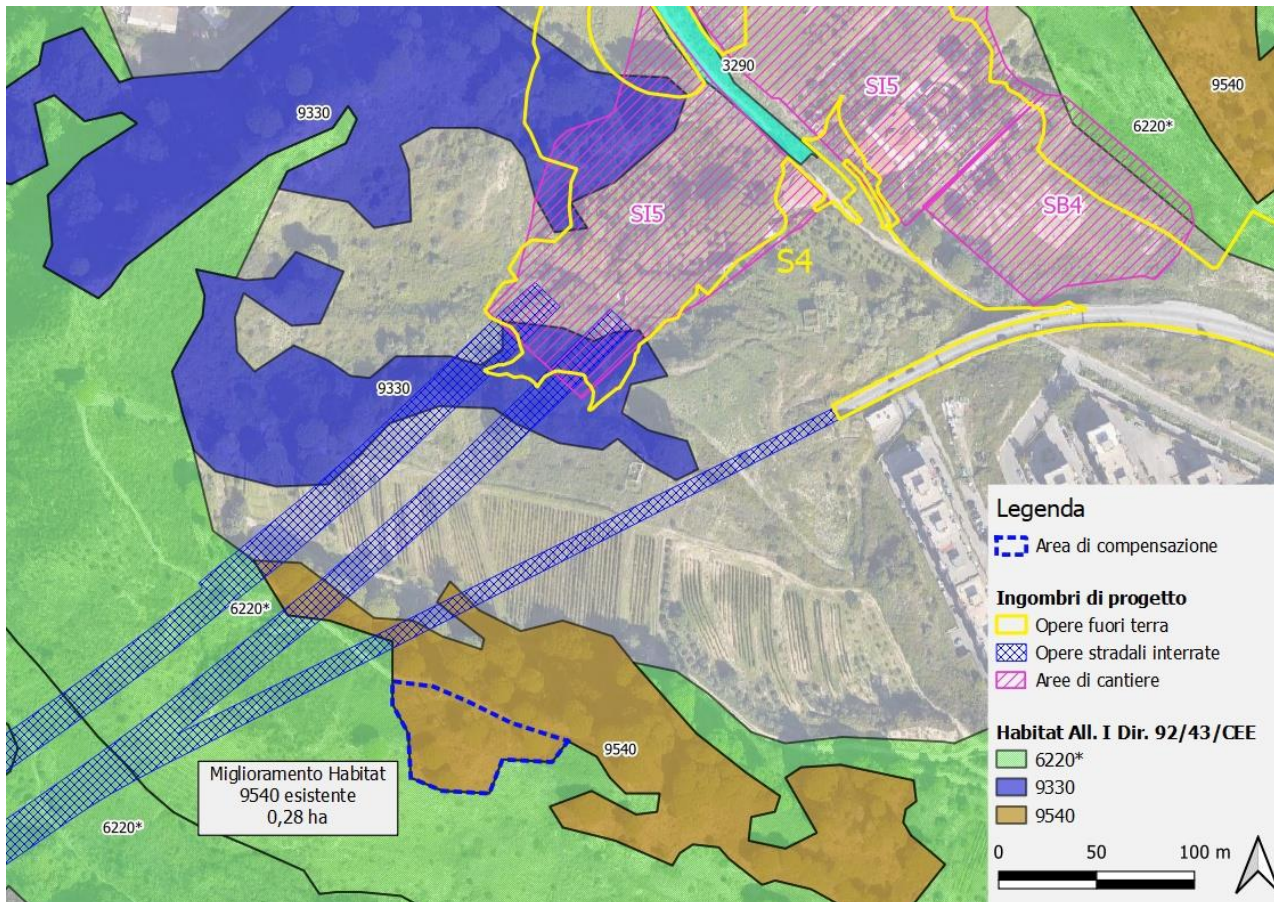 3290
9540
SI5
9330
6220*
SI5
SB4
S4
9330
6220*
9540
Miglioramento Habitat
9540 esistente
0,28 ha
6220*
Legenda
Area di compensazione
Ingombri di progetto
Opere fuori terra
Opere stradali interrate
Aree di cantiere
Habitat All. I Dir. 92/43/CEE
6220*
9330
9540
0 50 100 m